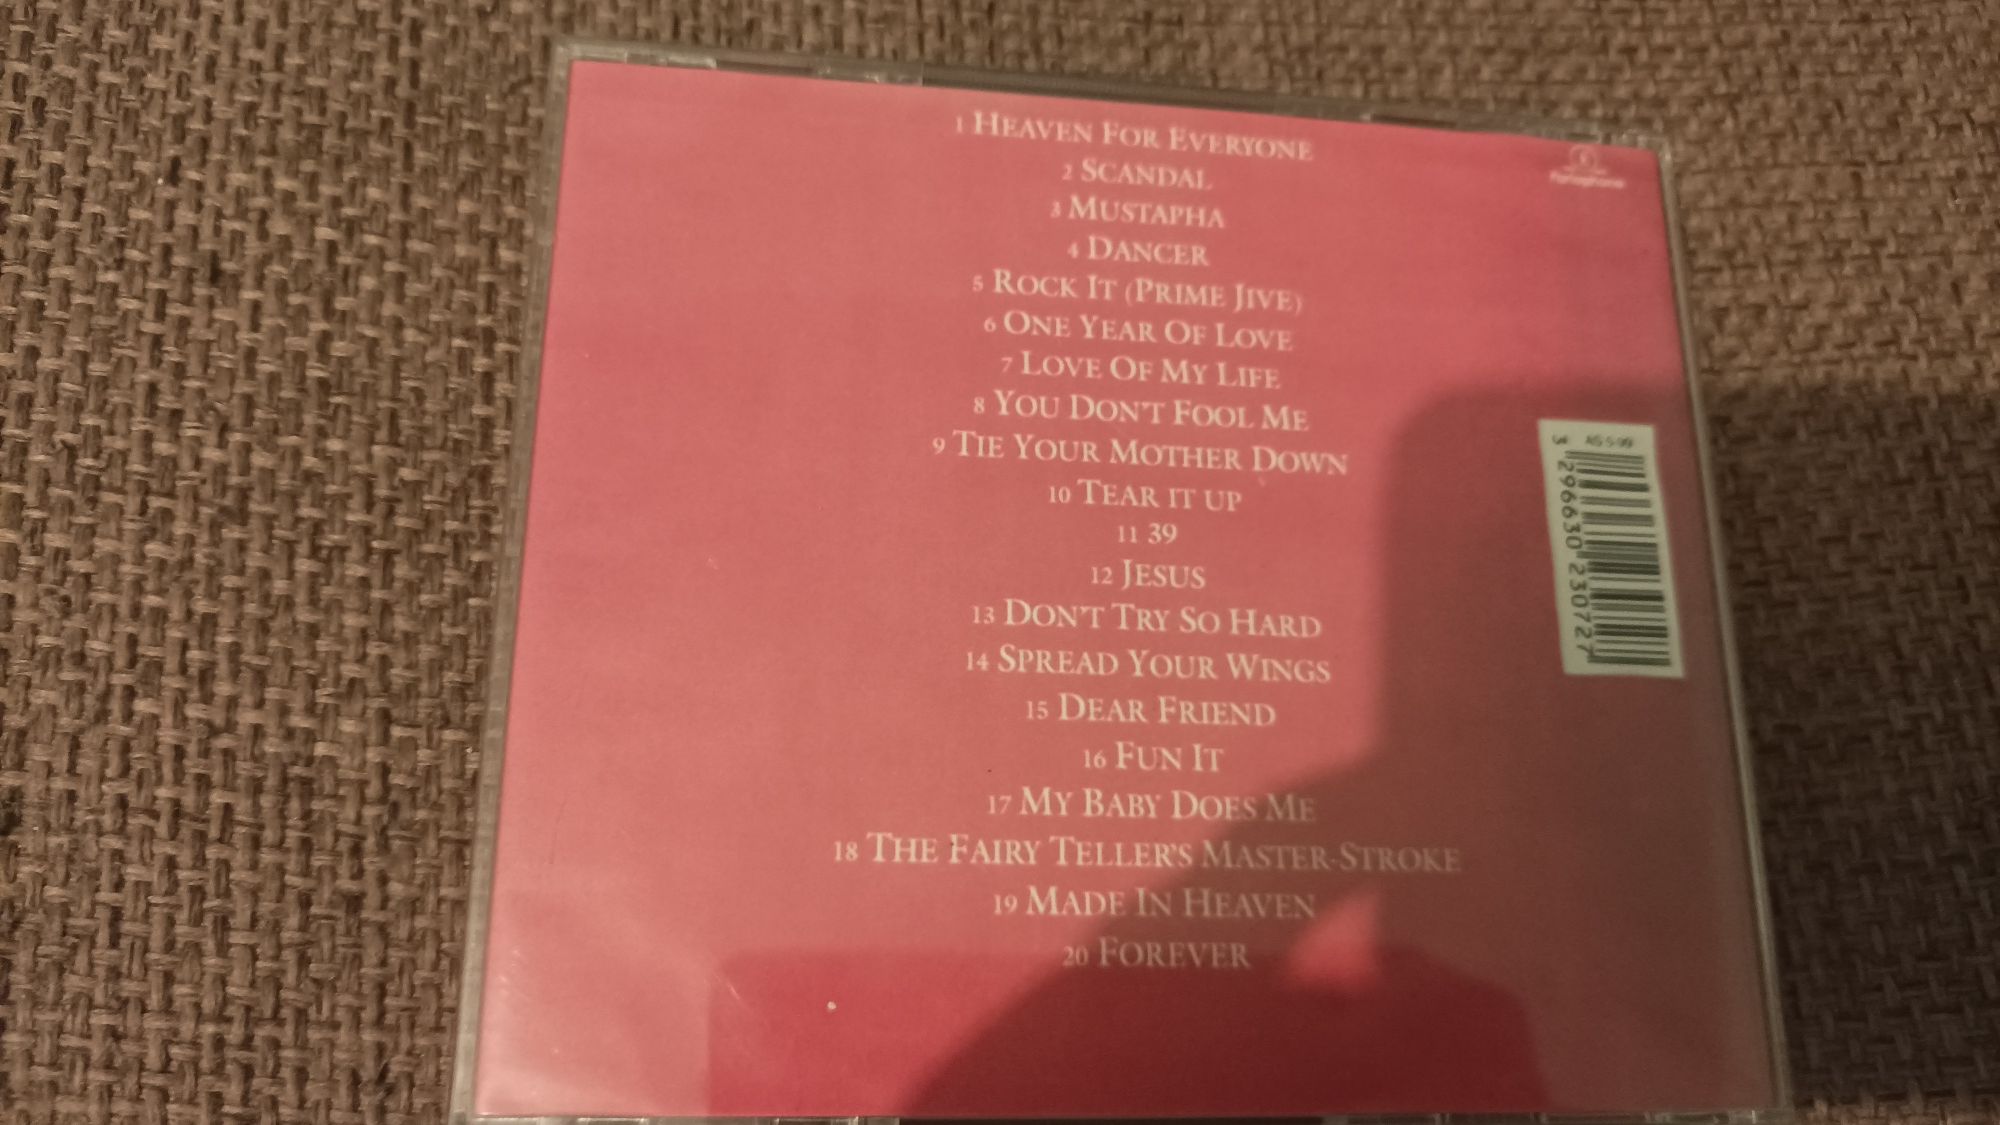 1 HEAVEN FOR EVERYONE
2 SCANDAL
3 MUSTAPHA
4 DANCER
5 ROCK IT (PRIME JIVE)
6 ONE YEAR OF LOVE
7 LOVE OF MY LIFE
8 YOU DON'T FOOL ME
9 TIE YOUR MOTHER DOWN
10 TEAR IT UP
11 39
12 JESUS
13 DON'T TRY SO HARD
14 SPREAD YOUR WINGS
15 DEAR FRIEND
16 FUN IT
17 MY BABY DOES ME
18 THE FAIRY TELLER'S MASTER-STROKE
19 MADE IN HEAVEN
20 FOREVER
Parlophone
3 296630 230727